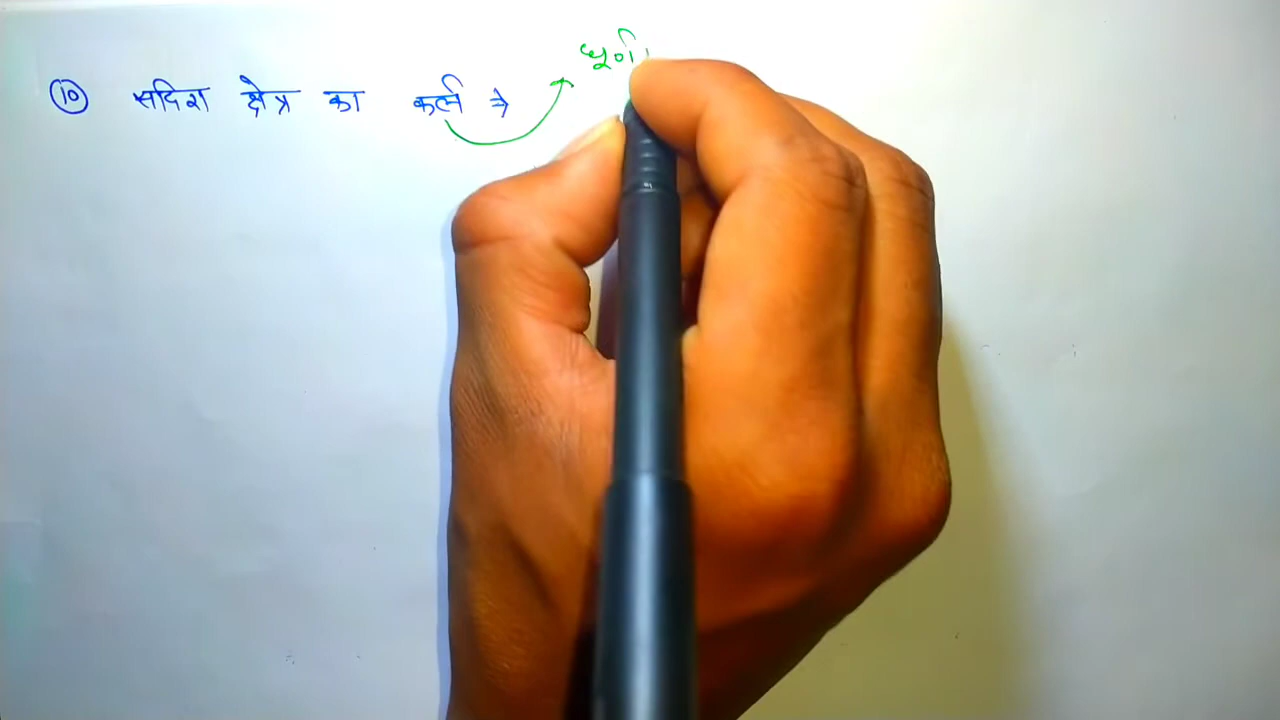 घूर्ण
⑩ सदिश क्षेत्र का कर्ल →